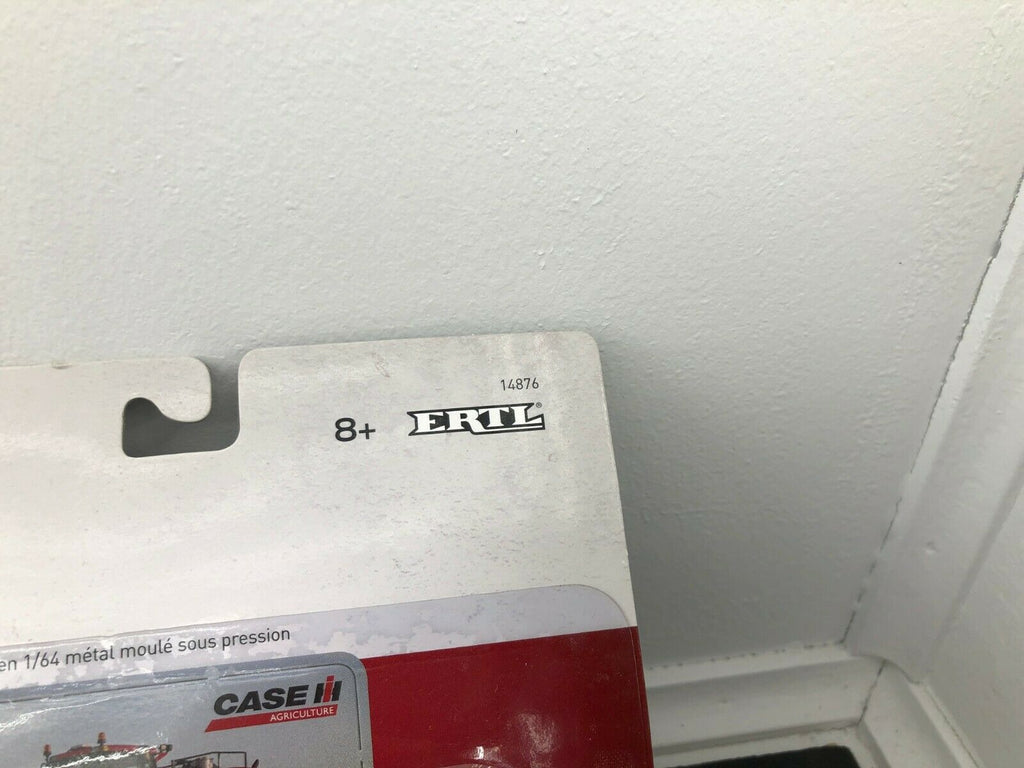 14876
8+ ERTL®
en 1/64 métal moulé sous pression
CASE IH
AGRICULTURE